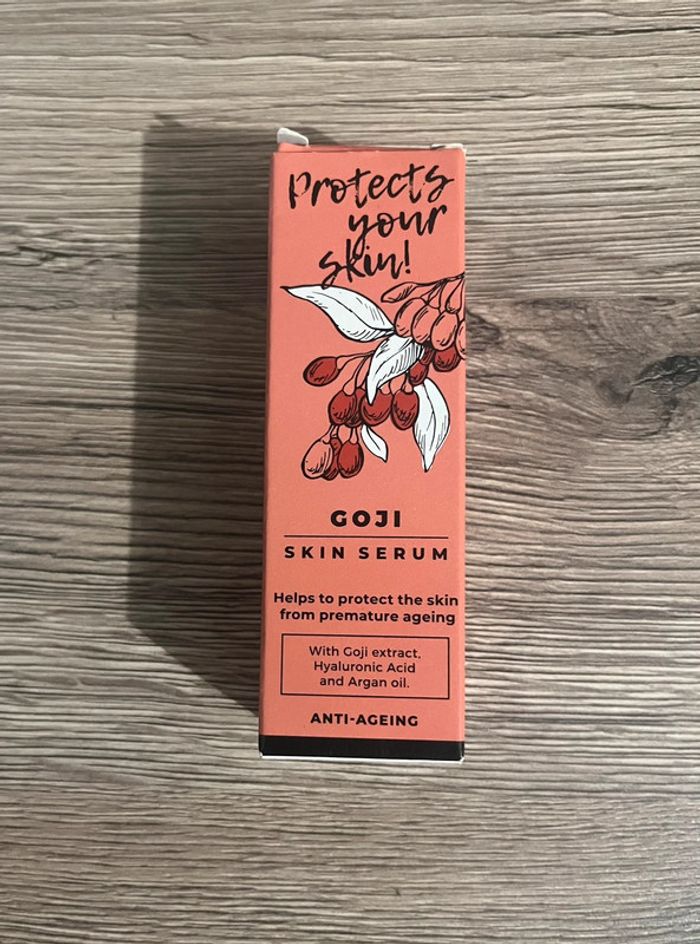 Protects
your
skin!
GOJI
SKIN SERUM
Helps to protect the skin
from premature ageing
With Goji extract,
Hyaluronic Acid
and Argan oil.
ANTI-AGEING